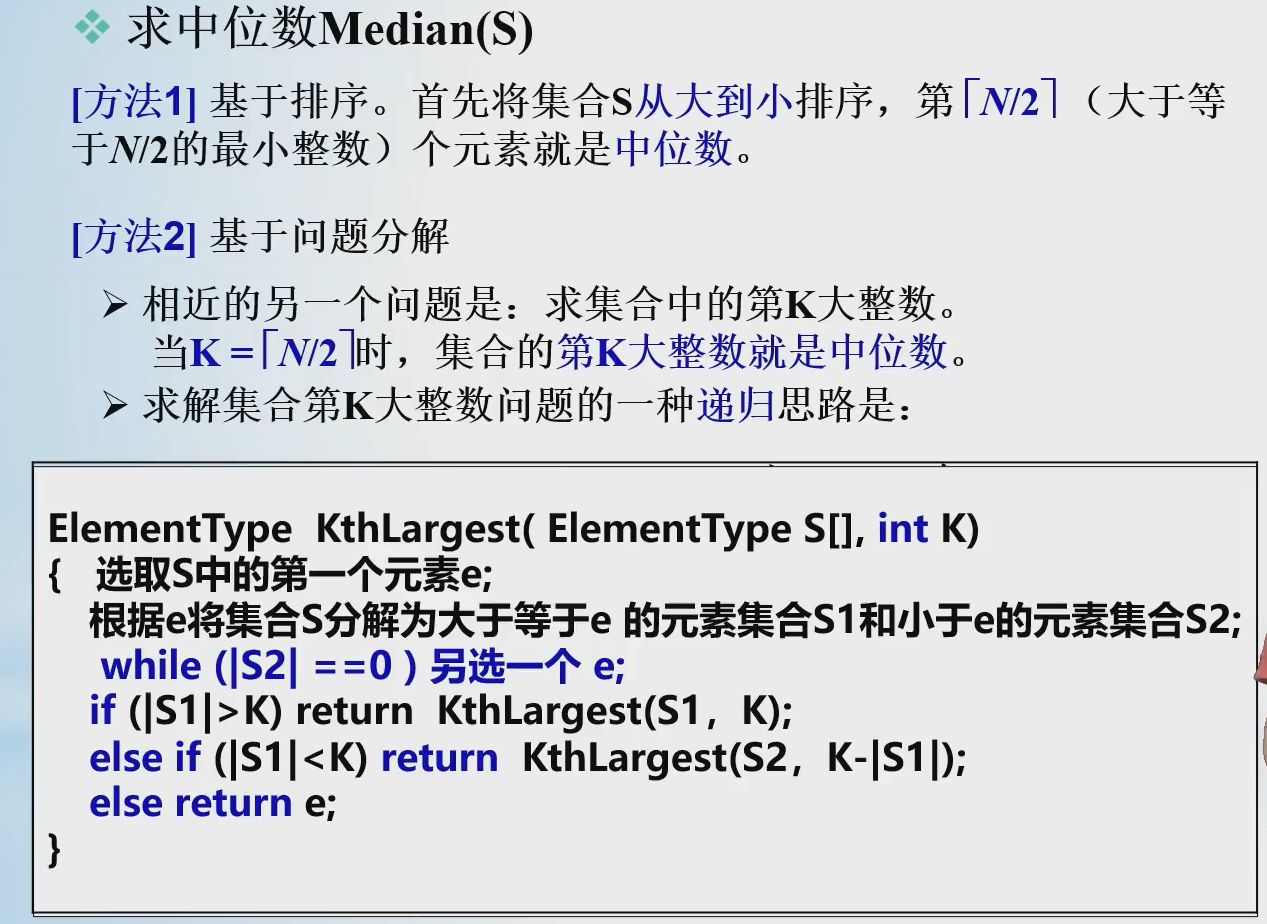 求中位数Median(S)
[方法1] 基于排序。首先将集合S从大到小排序，第⌈N/2⌉（大于等
于N/2的最小整数）个元素就是中位数。
[方法2] 基于问题分解
相近的另一个问题是：求集合中的第K大整数。
当K =⌈N/2⌉时，集合的第K大整数就是中位数。
求解集合第K大整数问题的一种递归思路是：
ElementType KthLargest( ElementType S[], int K)
{ 选取S中的第一个元素e;
根据e将集合S分解为大于等于e 的元素集合S1和小于e的元素集合S2;
while (|S2| ==0 ) 另选一个 e;
if (|S1|>K) return KthLargest(S1，K);
else if (|S1|<K) return KthLargest(S2，K-|S1|);
else return e;
}